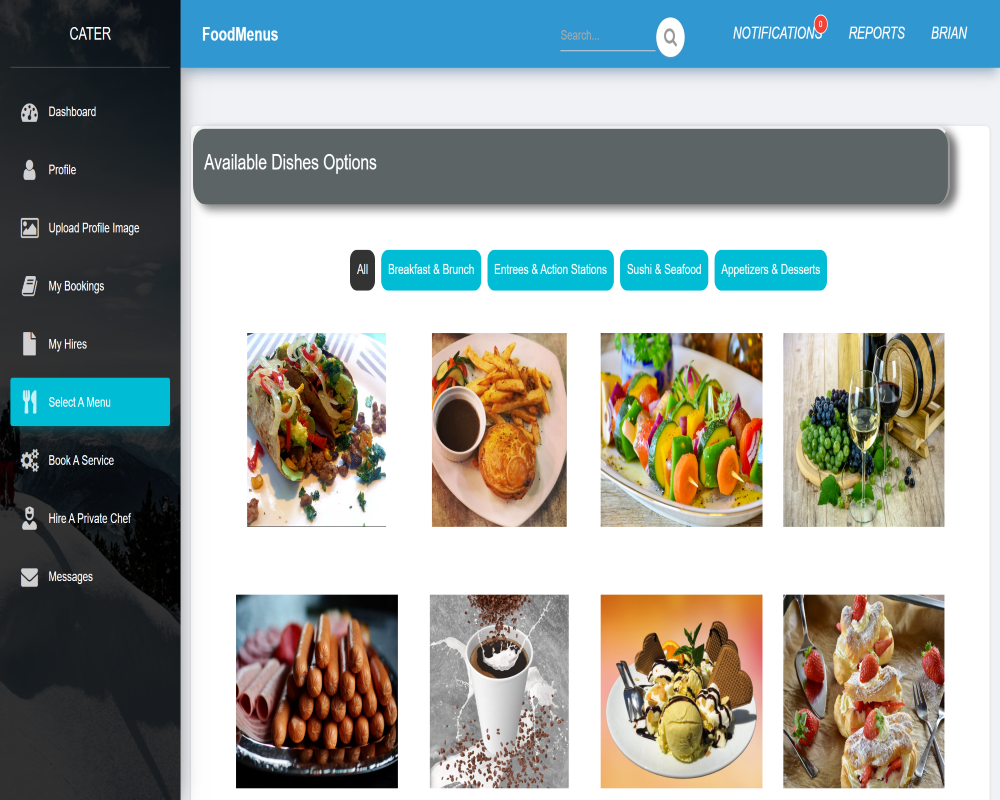 CATER
Dashboard
Profile
Upload Profile Image
My Bookings
My Hires
Select A Menu
Book A Service
Hire A Private Chef
Messages
FoodMenus
Search...
NOTIFICATIONS 0
REPORTS
BRIAN
Available Dishes Options
All
Breakfast & Brunch
Entrees & Action Stations
Sushi & Seafood
Appetizers & Desserts